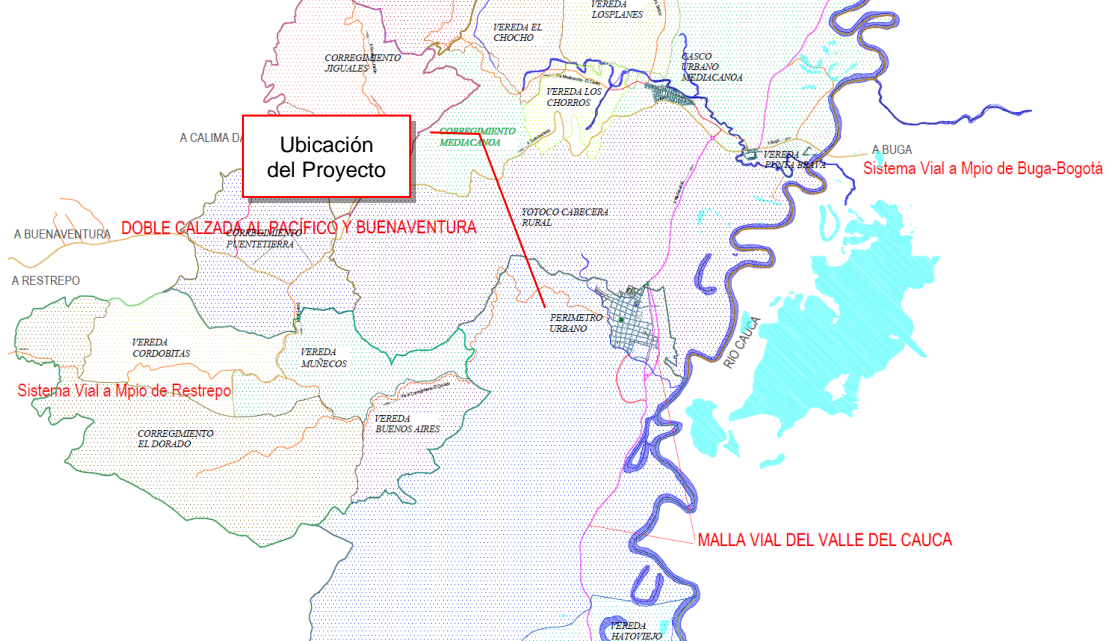 VEREDA
LOSPLANES
VEREDA EL
CHOCHO
CORREGIMIENTO
JIGUALES
CASCO
URBANO
MEDIACANOA
VEREDA LOS
CHORROS
A CALIMA DA
Ubicación
del Proyecto
CORREGIMIENTO
MEDIACANOA
A BUGA
VEREDA
PUNTA BRAVA
Sistema Vial a Mpio de Buga-Bogotá
YOTOCO CABECERA
RURAL
DOBLE CALZADA AL PACÍFICO Y BUENAVENTURA
A BUENAVENTURA
CORREGIMIENTO
PUENTETIERRA
A RESTREPO
PERIMETRO
URBANO
RIO CAUCA
VEREDA
CORDOBITAS
VEREDA
MUÑECOS
Sistema Vial a Mpio de Restrepo
VEREDA
BUENOS AIRES
CORREGIMIENTO
EL DORADO
MALLA VIAL DEL VALLE DEL CAUCA
VEREDA
HATOVIEJO